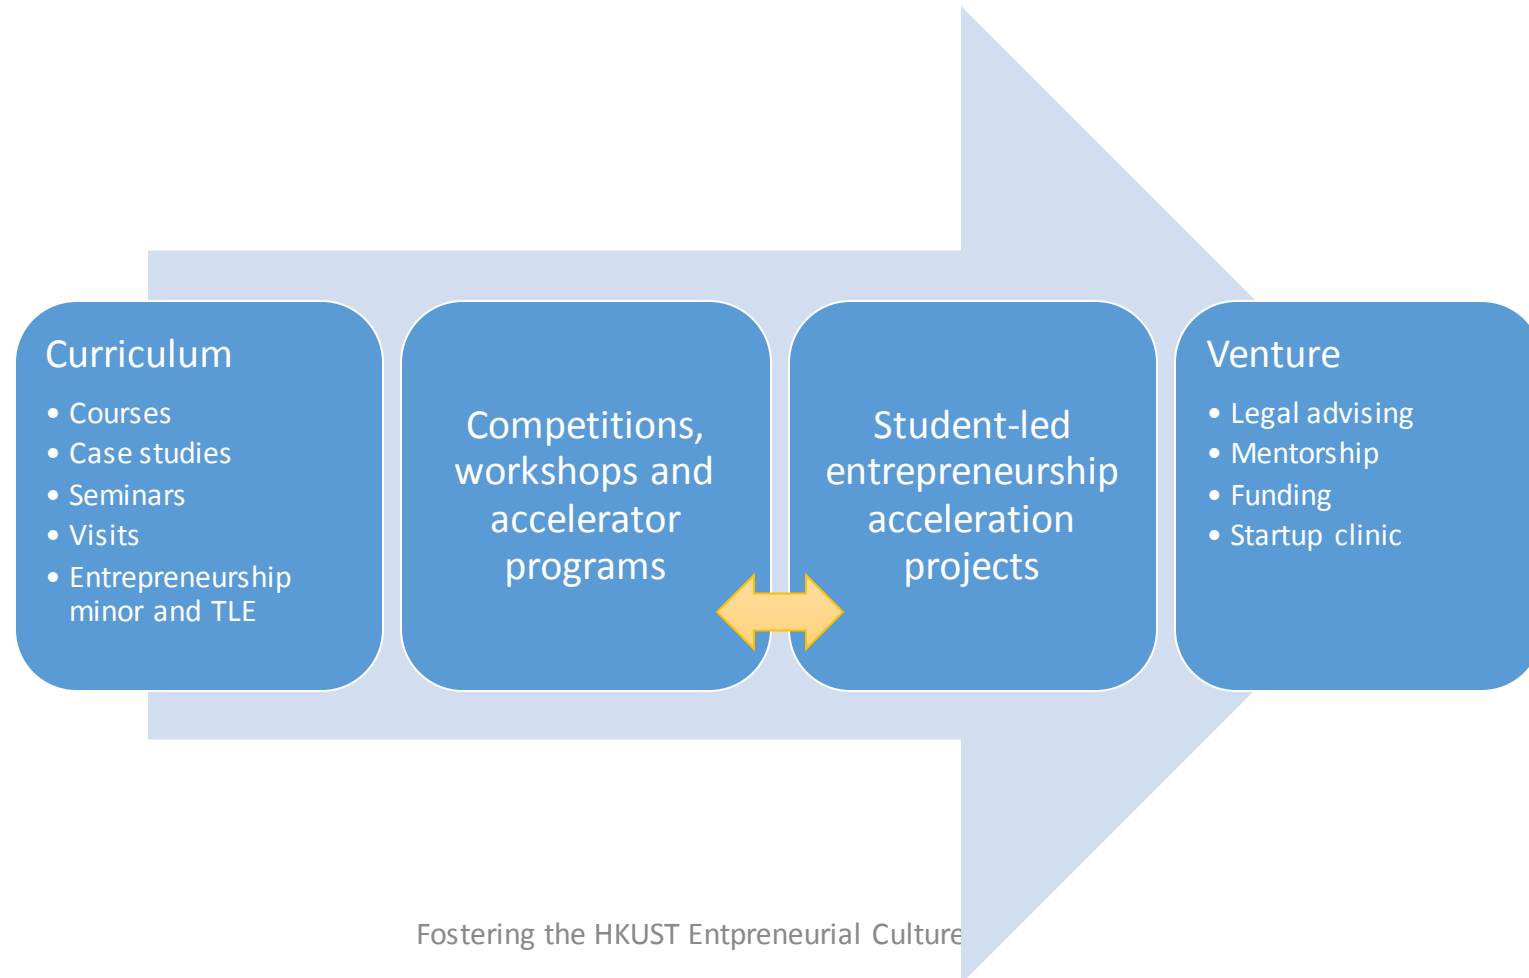 Curriculum
• Courses
• Case studies
• Seminars
• Visits
• Entrepreneurship
minor and TLE
Competitions,
workshops and
accelerator
programs
Student-led
entrepreneurship
acceleration
projects
Venture
• Legal advising
• Mentorship
• Funding
• Startup clinic
Fostering the HKUST Entpreneurial Culture